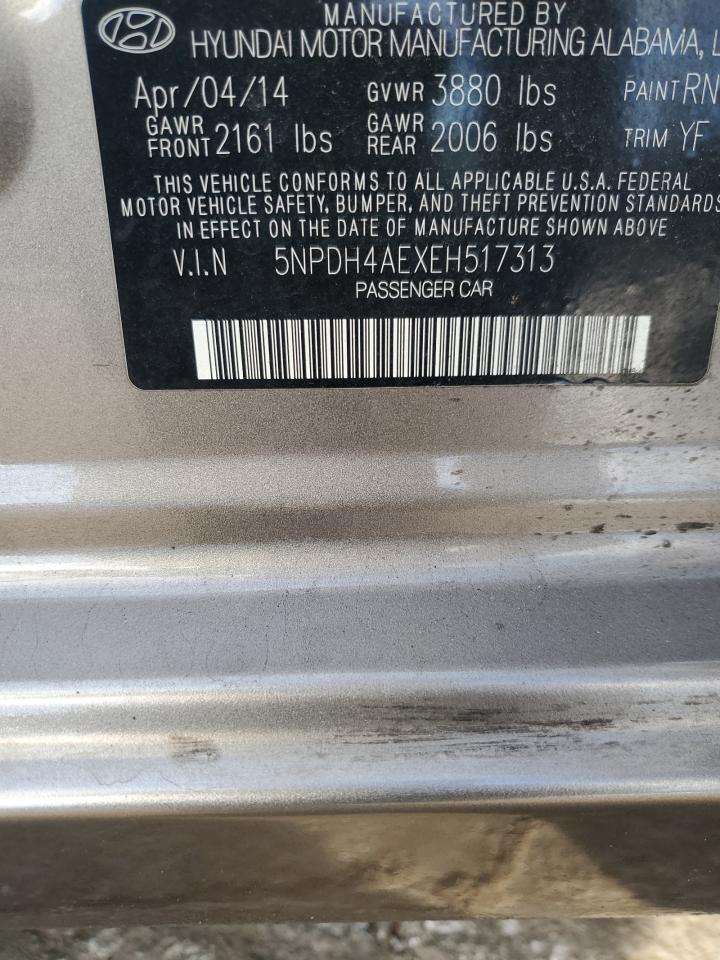 MANUFACTURED BY
HYUNDAI MOTOR MANUFACTURING ALABAMA, L
Apr/04/14 GVWR 3880 lbs PAINT RN
GAWR FRONT 2161 lbs GAWR REAR 2006 lbs TRIM YF
THIS VEHICLE CONFORMS TO ALL APPLICABLE U.S.A. FEDERAL
MOTOR VEHICLE SAFETY, BUMPER, AND THEFT PREVENTION STANDARDS
IN EFFECT ON THE DATE OF MANUFACTURE SHOWN ABOVE
V.I.N 5NPDH4AEXEH517313
PASSENGER CAR